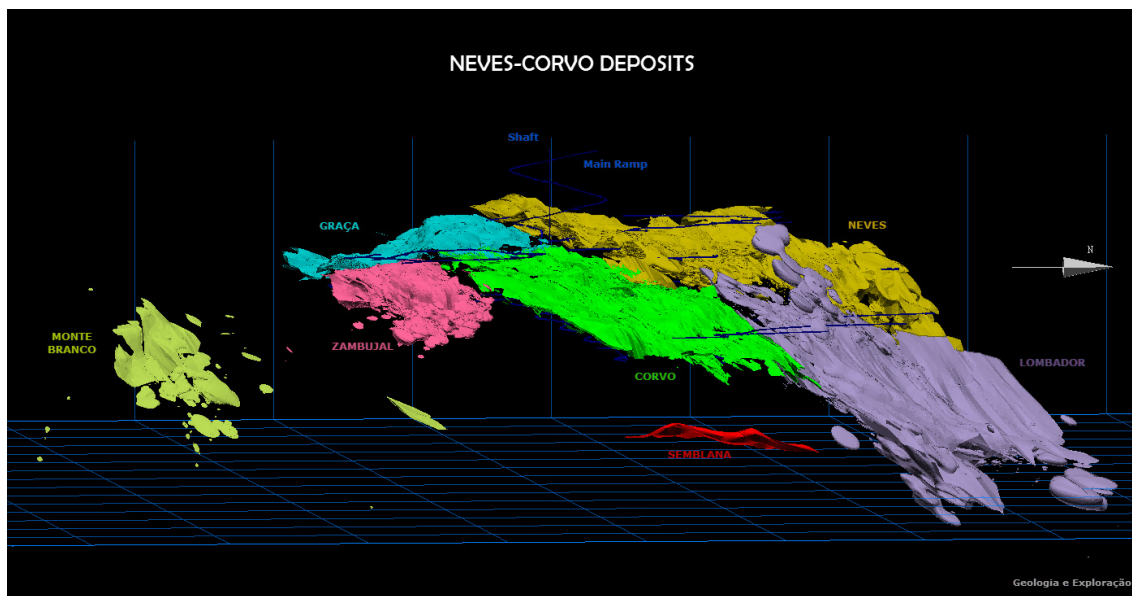 NEVES-CORVO DEPOSITS
Shaft
Main Ramp
GRAÇA
NEVES
N
MONTE
BRANCO
ZAMBUJAL
CORVO
LOMBADOR
SEMBLANA
Geologia e Exploração